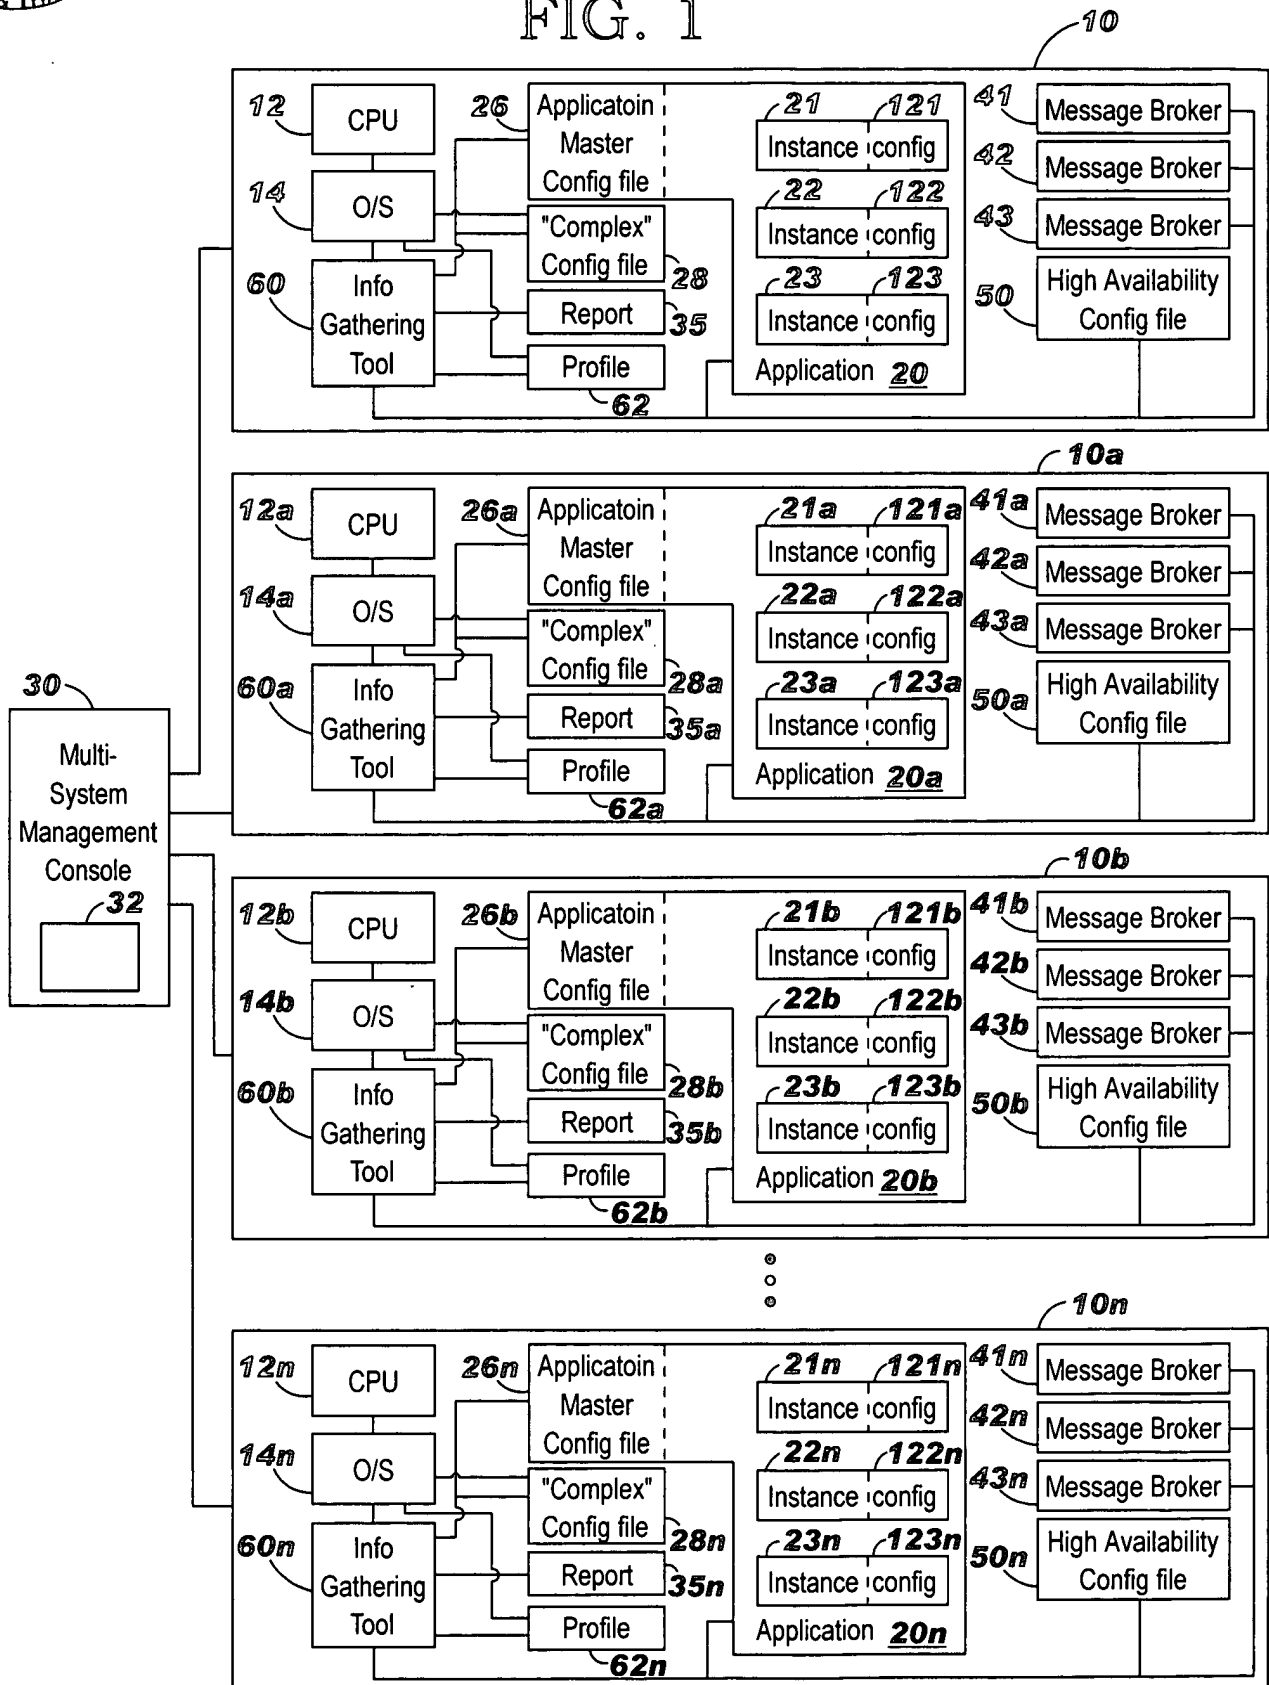 FIG. 1
10
12
CPU
26
Applicatoin
Master
Config file
21
121
Instance
config
41
Message Broker
14
O/S
22
122
Instance
config
42
Message Broker
"Complex"
Config file
28
43
Message Broker
60
Info
Gathering
Tool
Report
35
23
123
Instance
config
50
High Availability
Config file
Profile
62
Application 20
10a
12a
CPU
26a
Applicatoin
Master
Config file
21a
121a
Instance
config
41a
Message Broker
14a
O/S
22a
122a
Instance
config
42a
Message Broker
"Complex"
Config file
28a
43a
Message Broker
60a
Info
Gathering
Tool
Report
35a
23a
123a
Instance
config
50a
High Availability
Config file
Profile
62a
Application 20a
30
Multi-
System
Management
Console
32
10b
12b
CPU
26b
Applicatoin
Master
Config file
21b
121b
Instance
config
41b
Message Broker
14b
O/S
22b
122b
Instance
config
42b
Message Broker
"Complex"
Config file
28b
43b
Message Broker
60b
Info
Gathering
Tool
Report
35b
23b
123b
Instance
config
50b
High Availability
Config file
Profile
62b
Application 20b
10n
12n
CPU
26n
Applicatoin
Master
Config file
21n
121n
Instance
config
41n
Message Broker
14n
O/S
22n
122n
Instance
config
42n
Message Broker
"Complex"
Config file
28n
43n
Message Broker
60n
Info
Gathering
Tool
Report
35n
23n
123n
Instance
config
50n
High Availability
Config file
Profile
62n
Application 20n